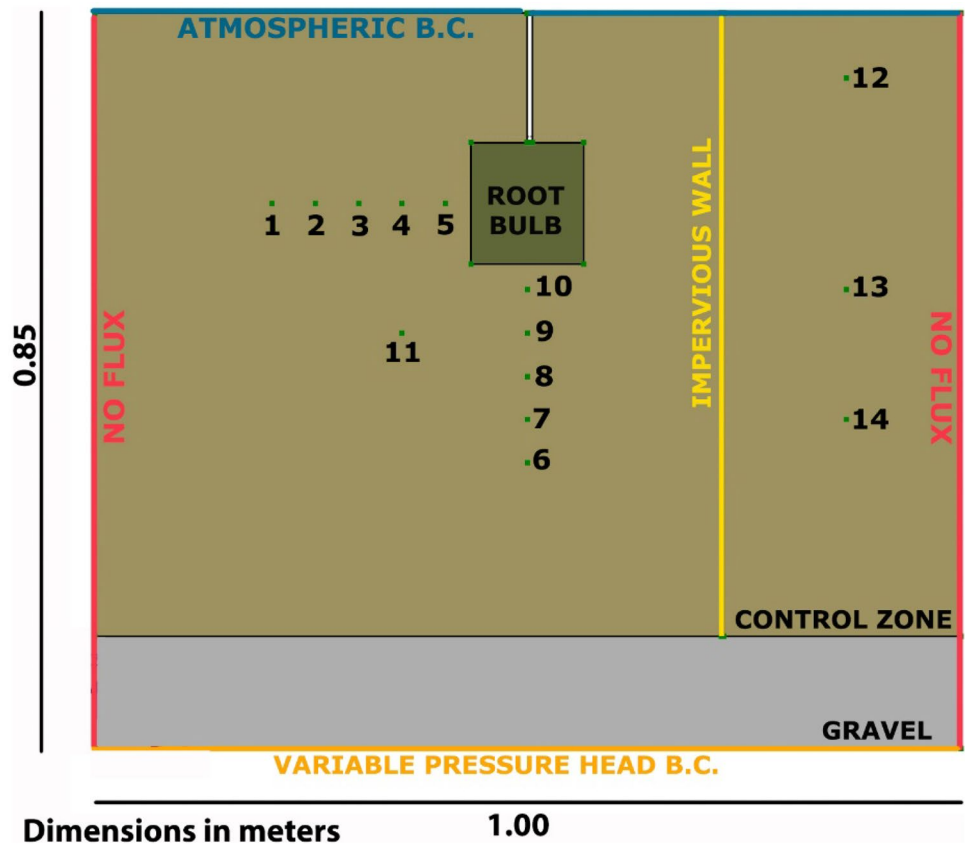 ATMOSPHERIC B.C.
12
ROOT
BULB
1 2 3 4 5
IMPERVIOUS WALL
10
13
9
11
8
7
14
6
NO FLUX
NO FLUX
0.85
CONTROL ZONE
GRAVEL
VARIABLE PRESSURE HEAD B.C.
Dimensions in meters
1.00